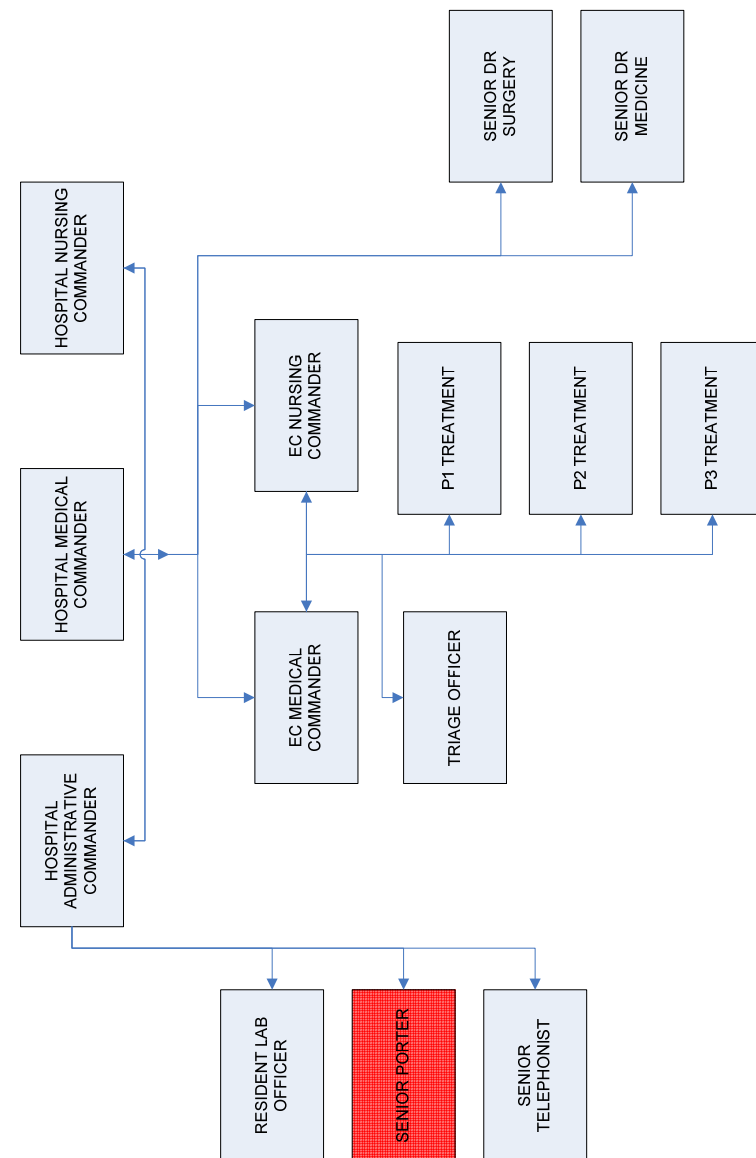 HOSPITAL
ADMINISTRATIVE
COMMANDER
HOSPITAL MEDICAL
COMMANDER
HOSPITAL NURSING
COMMANDER
RESIDENT LAB
OFFICER
SENIOR PORTER
SENIOR
TELEPHONIST
EC MEDICAL
COMMANDER
EC NURSING
COMMANDER
TRIAGE OFFICER
P1 TREATMENT
P2 TREATMENT
P3 TREATMENT
SENIOR DR
SURGERY
SENIOR DR
MEDICINE